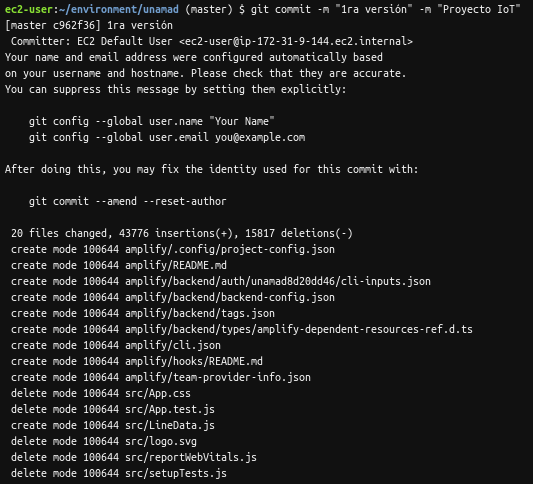 ec2-user:~/environment/unamad (master) $ git commit -m "1ra versión" -m "Proyecto IoT"
[master c962f36] 1ra versión
Committer: EC2 Default User <ec2-user@ip-172-31-9-144.ec2.internal>
Your name and email address were configured automatically based
on your username and hostname. Please check that they are accurate.
You can suppress this message by setting them explicitly:
git config --global user.name "Your Name"
git config --global user.email you@example.com
After doing this, you may fix the identity used for this commit with:
git commit --amend --reset-author
20 files changed, 43776 insertions(+), 15817 deletions(-)
create mode 100644 amplify/.config/project-config.json
create mode 100644 amplify/README.md
create mode 100644 amplify/backend/auth/unamad8d20dd46/cli-inputs.json
create mode 100644 amplify/backend/backend-config.json
create mode 100644 amplify/backend/tags.json
create mode 100644 amplify/backend/types/amplify-dependent-resources-ref.d.ts
create mode 100644 amplify/cli.json
create mode 100644 amplify/hooks/README.md
create mode 100644 amplify/team-provider-info.json
delete mode 100644 src/App.css
delete mode 100644 src/App.test.js
create mode 100644 src/LineData.js
delete mode 100644 src/logo.svg
delete mode 100644 src/reportWebVitals.js
delete mode 100644 src/setupTests.js